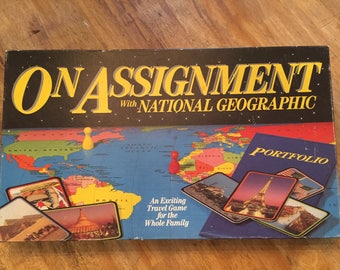 ON ASSIGNMENT
With NATIONAL GEOGRAPHIC
PORTFOLIO
An Exciting
Travel Game
for the
Whole Family